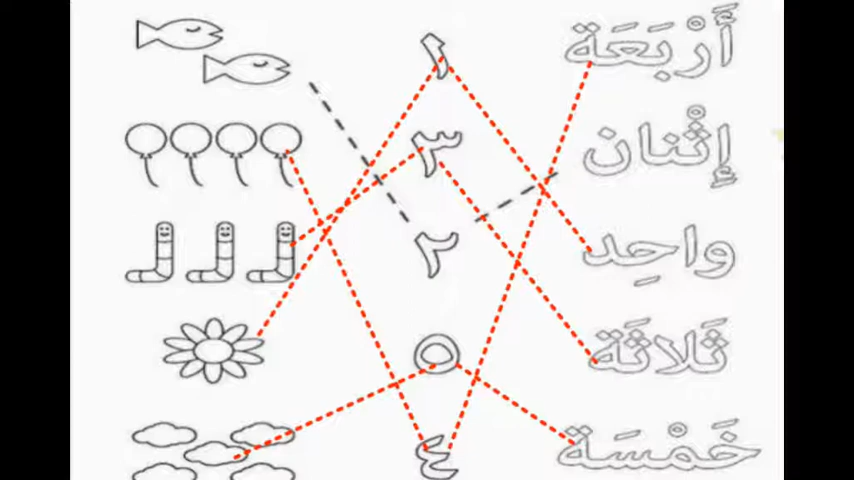 ١ أَرْبَعَة
٣ إِثْنان
٢ واحِد
٥ ثَلاثَة
٤ خَمْسَة